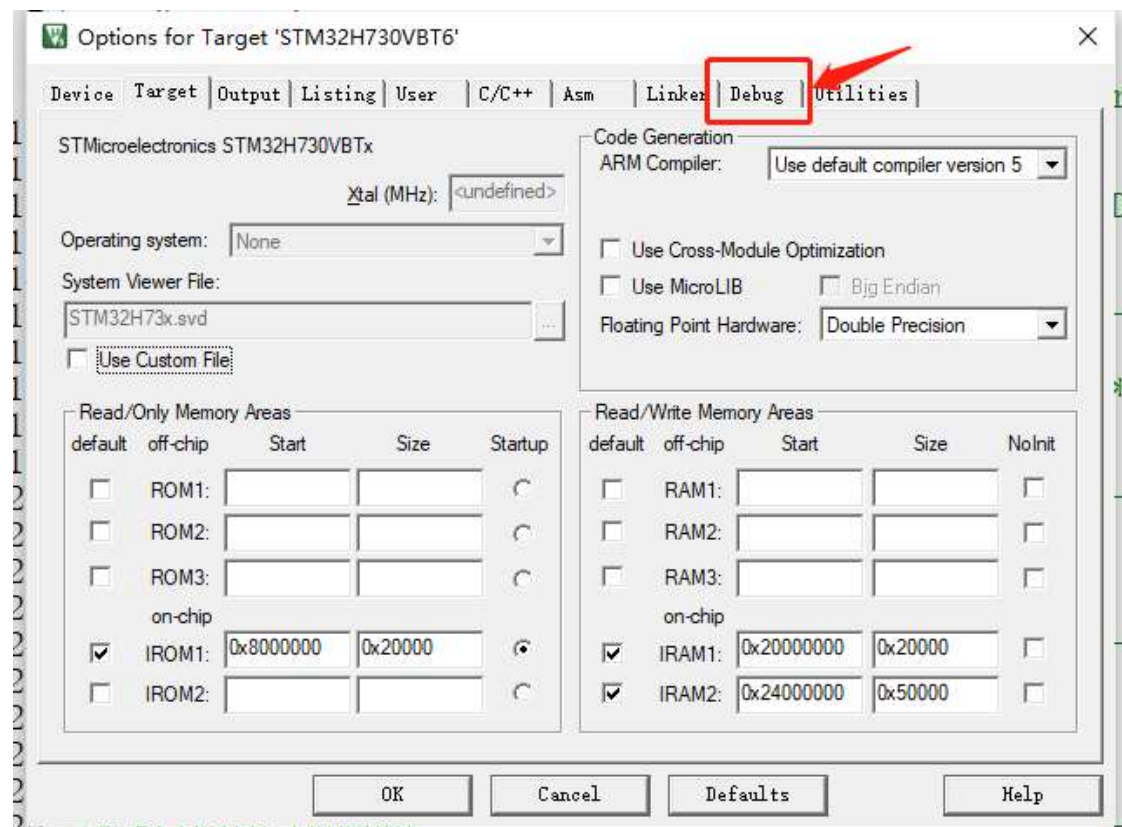 Options for Target 'STM32H730VBT6'
Device Target Output Listing User C/C++ Asm Linker Debug Utilities
STMicroelectronics STM32H730VBTx
Xtal (MHz): <undefined>
Operating system: None
System Viewer File:
STM32H73x.svd ...
Use Custom File
Code Generation
ARM Compiler: Use default compiler version 5
Use Cross-Module Optimization
Use MicroLIB Big Endian
Floating Point Hardware: Double Precision
Read/Only Memory Areas
default off-chip Start Size Startup
ROM1:
ROM2:
ROM3:
on-chip
IROM1: 0x8000000 0x20000
IROM2:
Read/Write Memory Areas
default off-chip Start Size NoInit
RAM1:
RAM2:
RAM3:
on-chip
IRAM1: 0x20000000 0x20000
IRAM2: 0x24000000 0x50000
OK Cancel Defaults Help